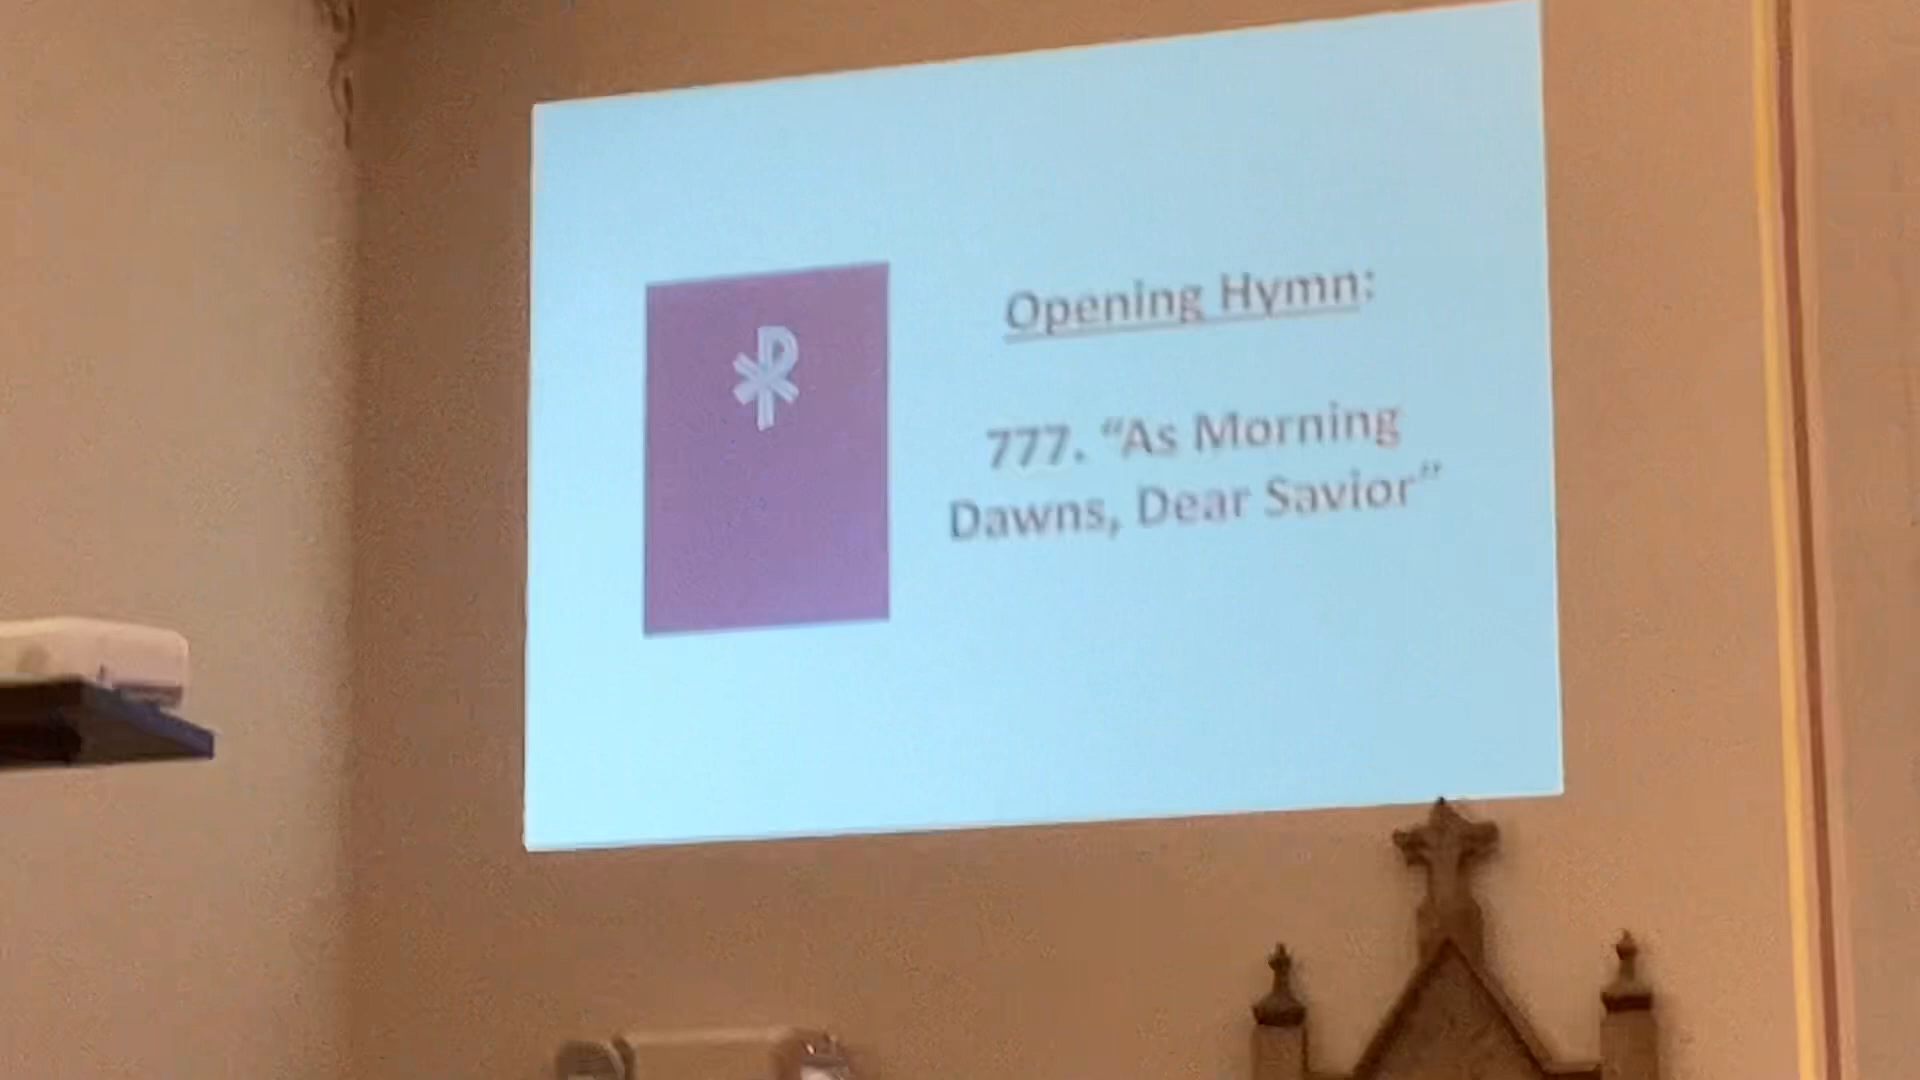 Opening Hymn:
777. “As Morning
Dawns, Dear Savior”